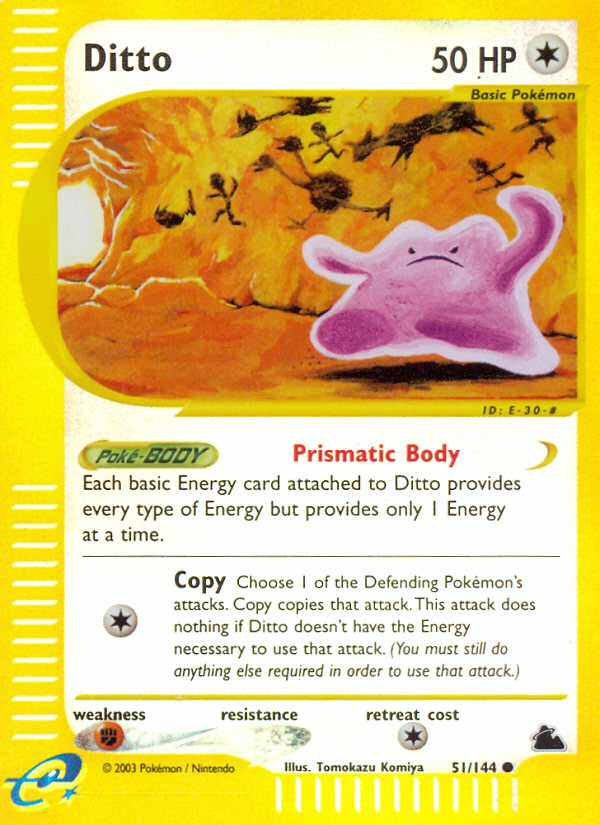 Ditto
50 HP
Basic Pokémon
ID: E-30-#
Poké-BODY
Prismatic Body
Each basic Energy card attached to Ditto provides
every type of Energy but provides only 1 Energy
at a time.
Copy Choose 1 of the Defending Pokémon's
attacks. Copy copies that attack. This attack does
nothing if Ditto doesn't have the Energy
necessary to use that attack. (You must still do
anything else required in order to use that attack.)
weakness resistance retreat cost
© 2003 Pokémon / Nintendo Illus. Tomokazu Komiya 51/144 ●
e